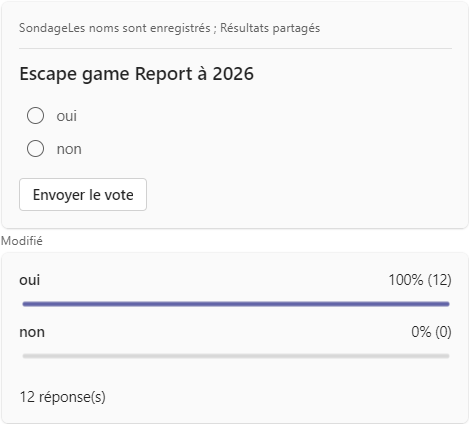 SondageLes noms sont enregistrés ; Résultats partagés
Escape game Report à 2026
oui
non
Envoyer le vote
Modifié
oui 100% (12)
non 0% (0)
12 réponse(s)